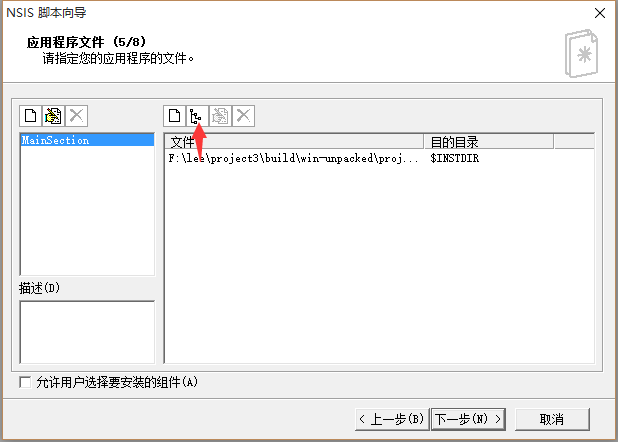 NSIS 脚本向导
应用程序文件 (5/8)
请指定您的应用程序的文件。
MainSection
文件 目的目录
F:\lee\project3\build\win-unpacked\proj... $INSTDIR
描述(D)
允许用户选择要安装的组件(A)
< 上一步(B) 下一步(N) > 取消